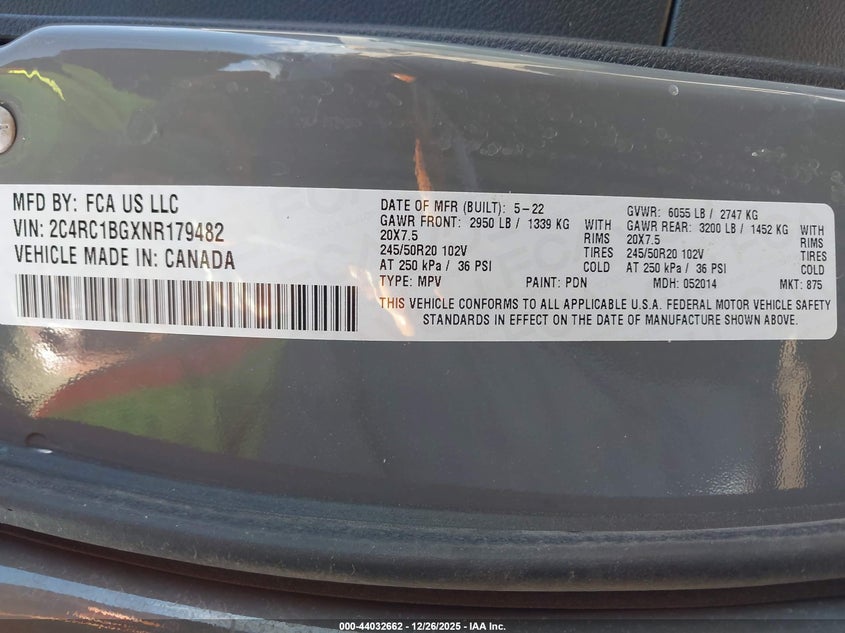 MFD BY: FCA US LLC
VIN: 2C4RC1BGXNR179482
VEHICLE MADE IN: CANADA
DATE OF MFR (BUILT): 5-22 GVWR: 6055 LB / 2747 KG
GAWR FRONT: 2950 LB / 1339 KG WITH GAWR REAR: 3200 LB / 1452 KG WITH
20X7.5 RIMS 20X7.5 RIMS
245/50R20 102V TIRES 245/50R20 102V TIRES
AT 250 kPa / 36 PSI COLD AT 250 kPa / 36 PSI COLD
TYPE: MPV PAINT: PDN MDH: 052014 MKT: 875
THIS VEHICLE CONFORMS TO ALL APPLICABLE U.S.A. FEDERAL MOTOR VEHICLE SAFETY
STANDARDS IN EFFECT ON THE DATE OF MANUFACTURE SHOWN ABOVE.
000-44032662 - 12/26/2025 - IAA Inc.